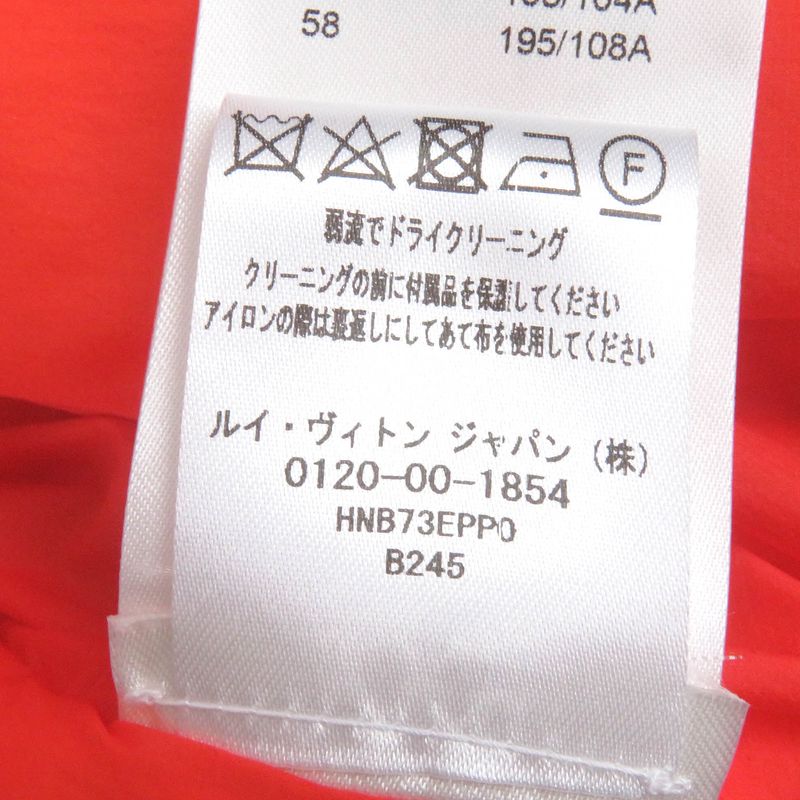 58
195/108A
F
弱流でドライクリーニング
クリーニングの前に付属品を保護してください
アイロンの際は裏返しにしてあて布を使用してください
ルイ・ヴィトン ジャパン (株)
0120-00-1854
HNB73EPP0
B245